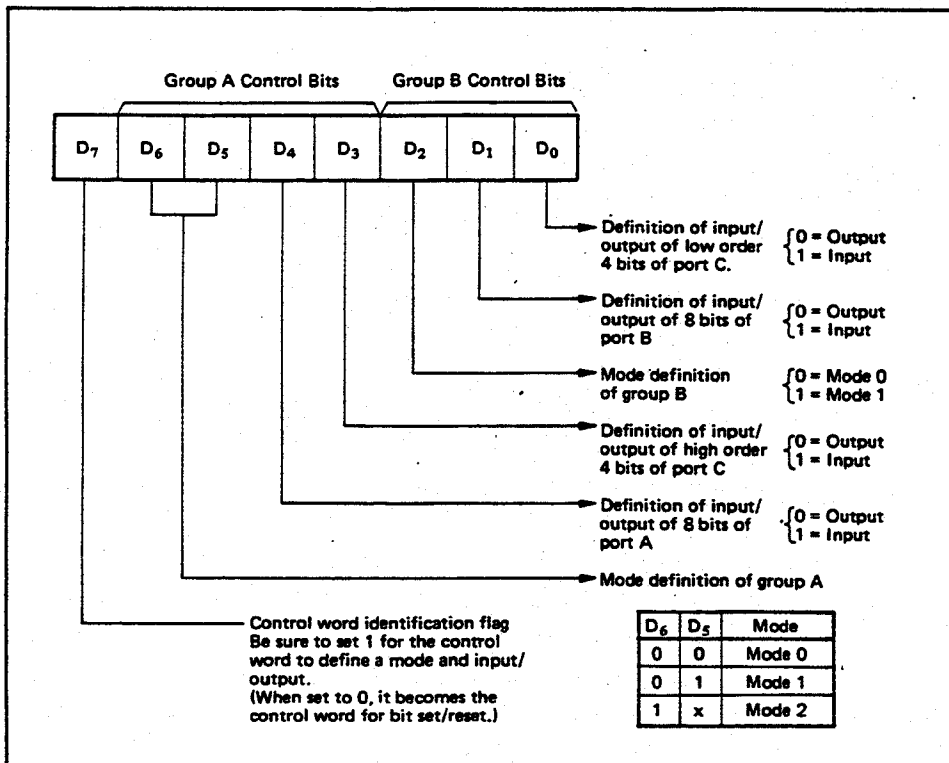 Group A Control Bits
Group B Control Bits
D7 D6 D5 D4 D3 D2 D1 D0
Definition of input/
output of low order
4 bits of port C.
{0 = Output
{1 = Input
Definition of input/
output of 8 bits of
port B
{0 = Output
{1 = Input
Mode definition
of group B
{0 = Mode 0
{1 = Mode 1
Definition of input/
output of high order
4 bits of port C
{0 = Output
{1 = Input
Definition of input/
output of 8 bits of
port A
{0 = Output
{1 = Input
Mode definition of group A
Control word identification flag
Be sure to set 1 for the control
word to define a mode and input/
output.
(When set to 0, it becomes the
control word for bit set/reset.)
D6 D5 Mode
0 0 Mode 0
0 1 Mode 1
1 x Mode 2